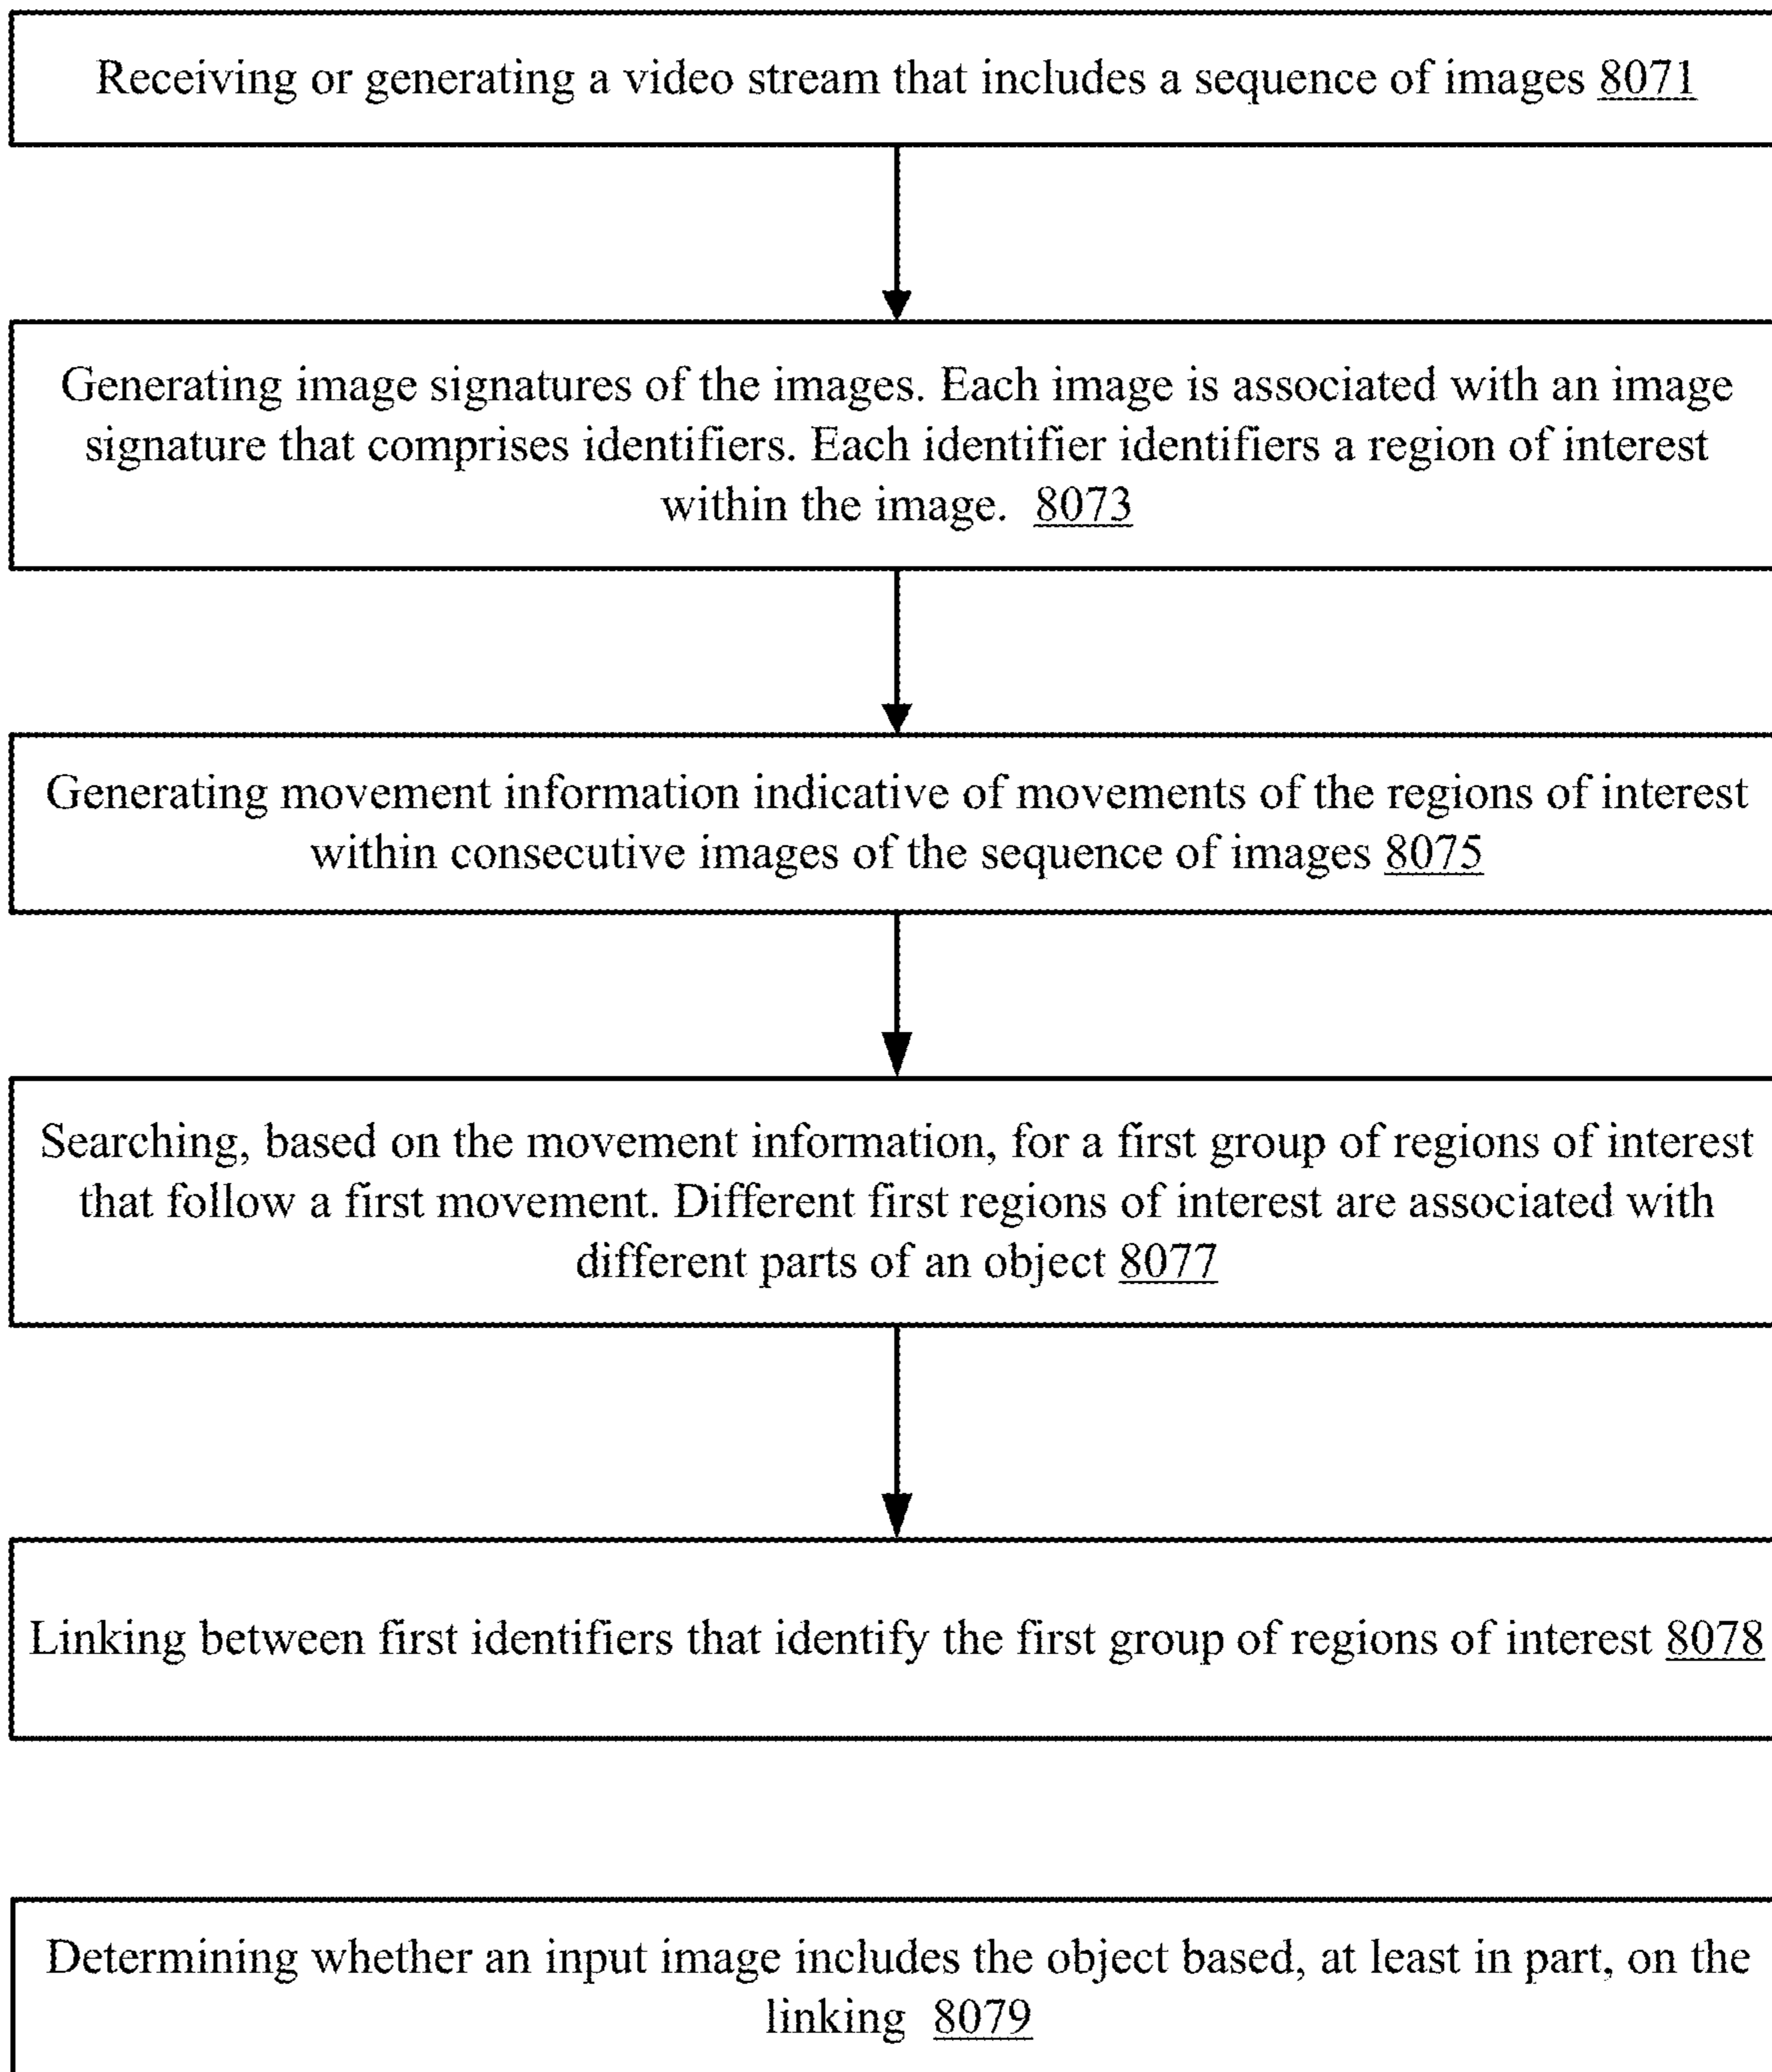 Receiving or generating a video stream that includes a sequence of images 8071
Generating image signatures of the images. Each image is associated with an image
signature that comprises identifiers. Each identifier identifiers a region of interest
within the image. 8073
Generating movement information indicative of movements of the regions of interest
within consecutive images of the sequence of images 8075
Searching, based on the movement information, for a first group of regions of interest
that follow a first movement. Different first regions of interest are associated with
different parts of an object 8077
Linking between first identifiers that identify the first group of regions of interest 8078
Determining whether an input image includes the object based, at least in part, on the
linking 8079